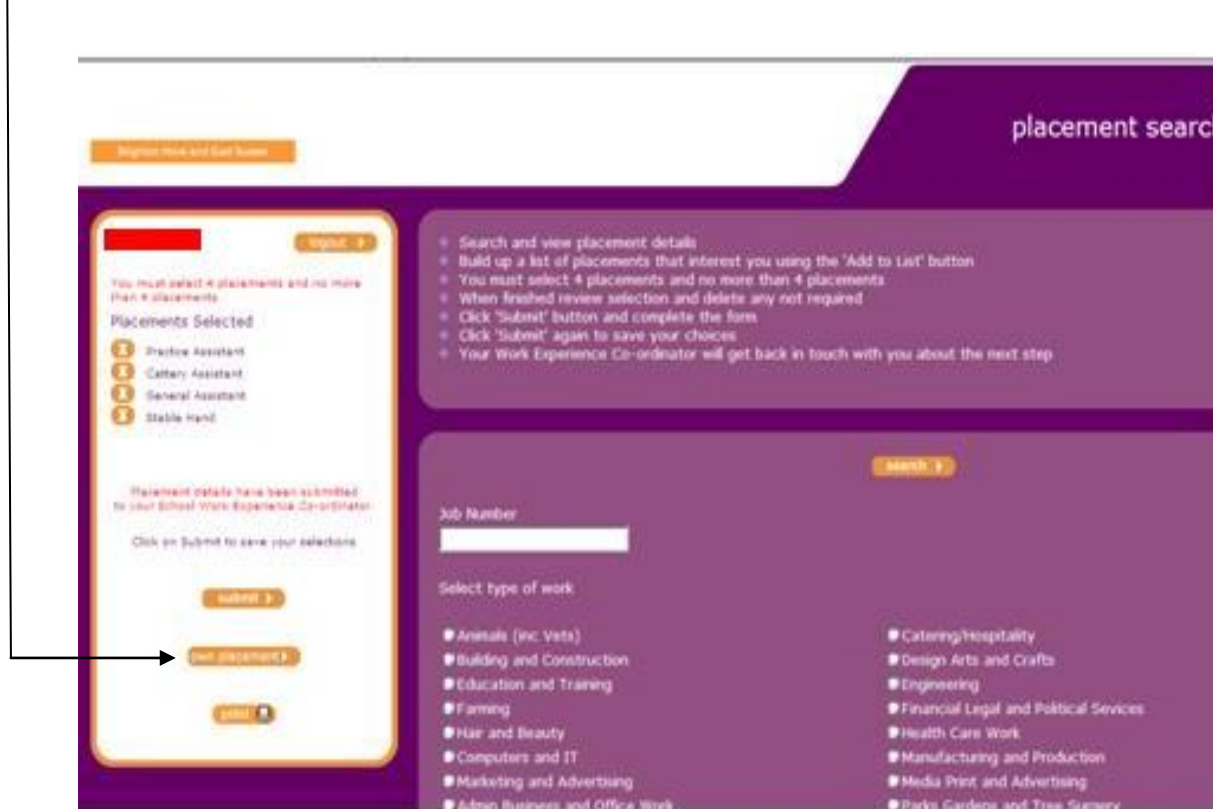 placement searc
Brighton Hove and East Sussex
logout
You must select 4 placements and no more
than 4 placements
Placements Selected
X Practice Assistant
X Cattery Assistant
X General Assistant
X Stable Hand
Placement details have been submitted
to your School Work Experience Co-ordinator
Click on Submit to save your selections
submit
own placement
print
Search and view placement details
Build up a list of placements that interest you using the 'Add to List' button
You must select 4 placements and no more than 4 placements
When finished review selection and delete any not required
Click 'Submit' button and complete the form
Click 'Submit' again to save your choices
Your Work Experience Co-ordinator will get back in touch with you about the next step
search
Job Number
Select type of work
Animals (inc Vets)
Building and Construction
Education and Training
Farming
Hair and Beauty
Computers and IT
Marketing and Advertising
Admin Business and Office Work
Catering/Hospitality
Design Arts and Crafts
Engineering
Financial Legal and Political Services
Health Care Work
Manufacturing and Production
Media Print and Advertising
Parks Gardens and Tree Surgery